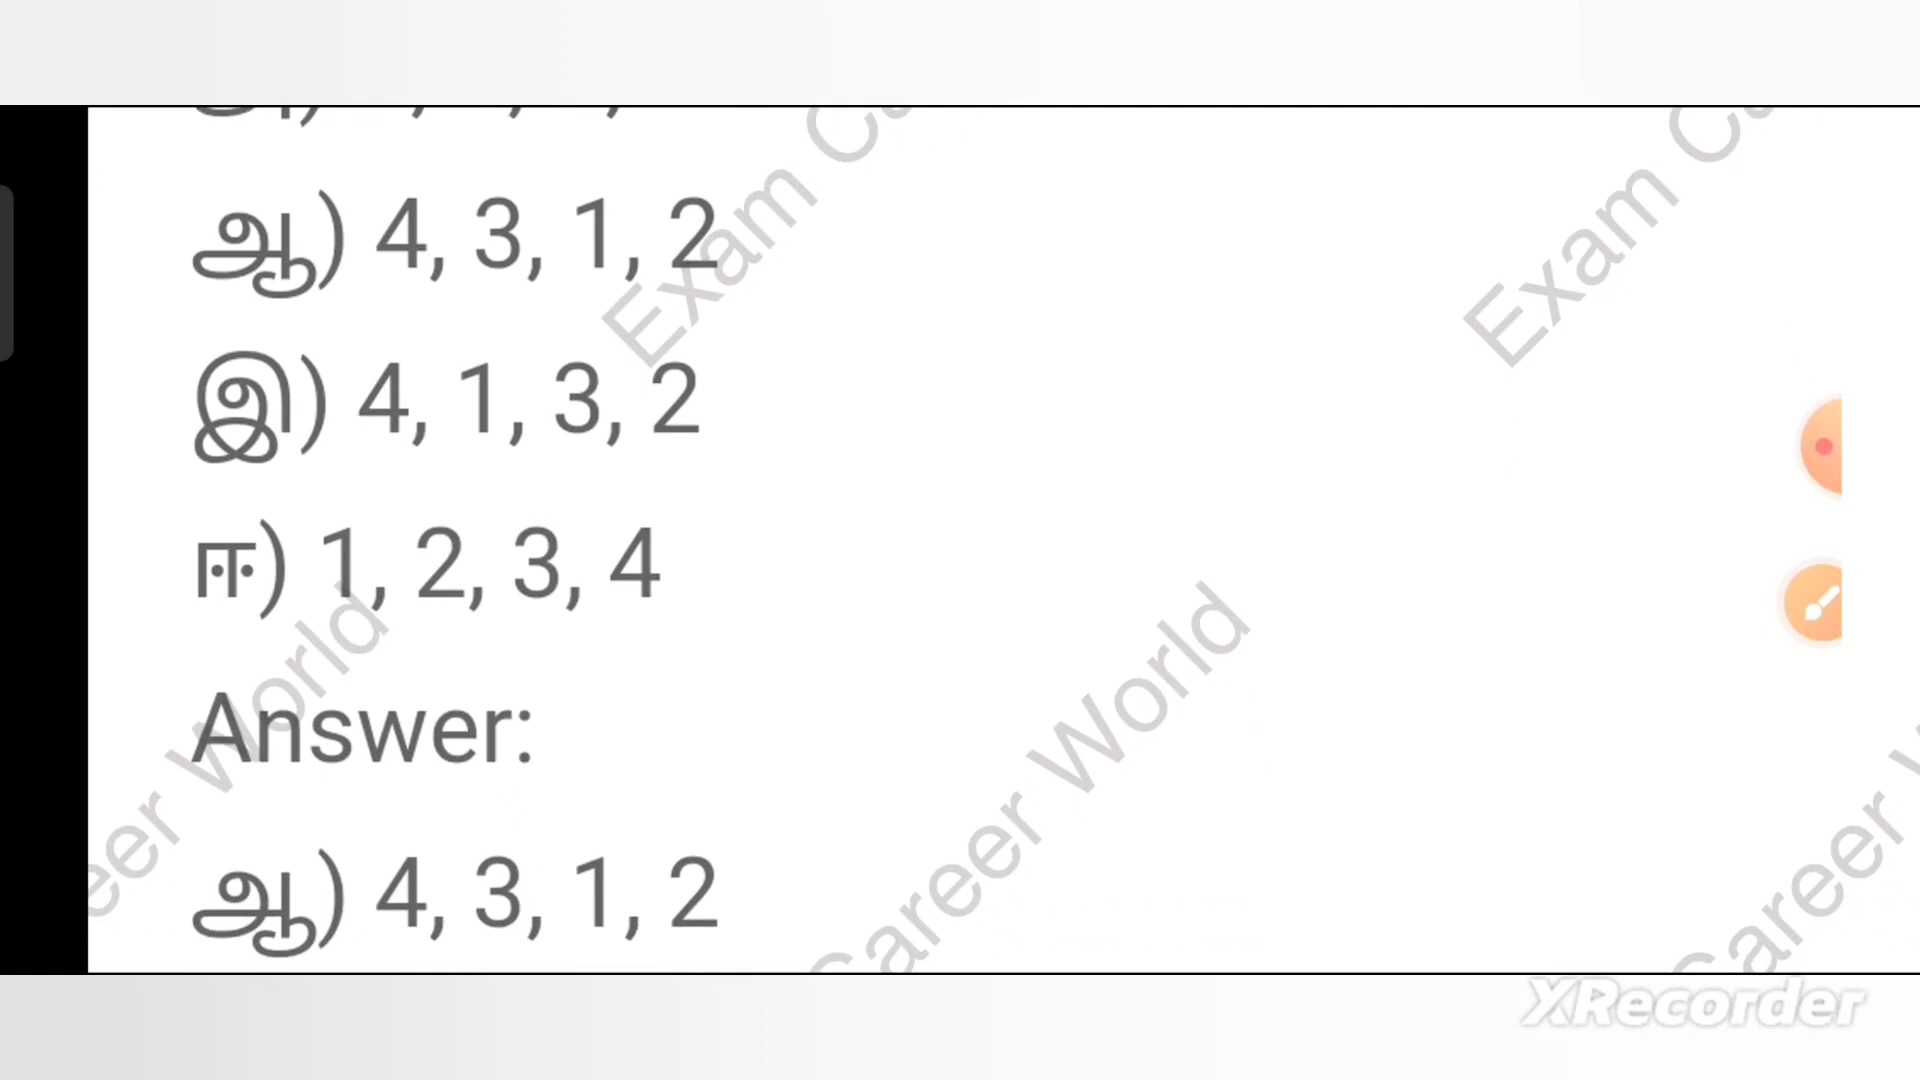 ஆ) 4, 3, 1, 2
இ) 4, 1, 3, 2
ஈ) 1, 2, 3, 4
Answer:
ஆ) 4, 3, 1, 2
Exam
Exam
World
Career World
Career
XRecorder